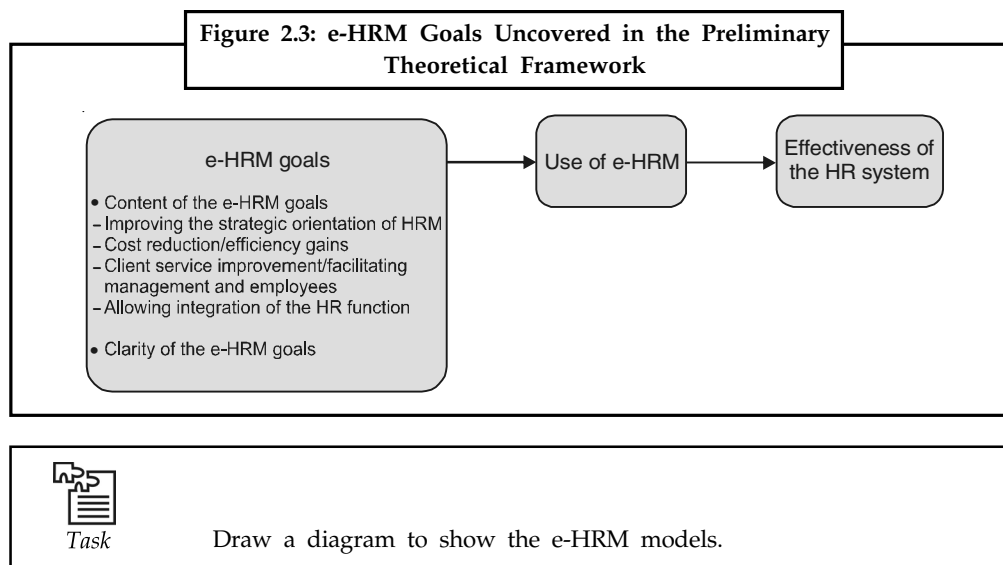 Figure 2.3: e-HRM Goals Uncovered in the Preliminary
Theoretical Framework
e-HRM goals
• Content of the e-HRM goals
– Improving the strategic orientation of HRM
– Cost reduction/efficiency gains
– Client service improvement/facilitating
management and employees
– Allowing integration of the HR function
• Clarity of the e-HRM goals
Use of e-HRM
Effectiveness of
the HR system
Task
Draw a diagram to show the e-HRM models.